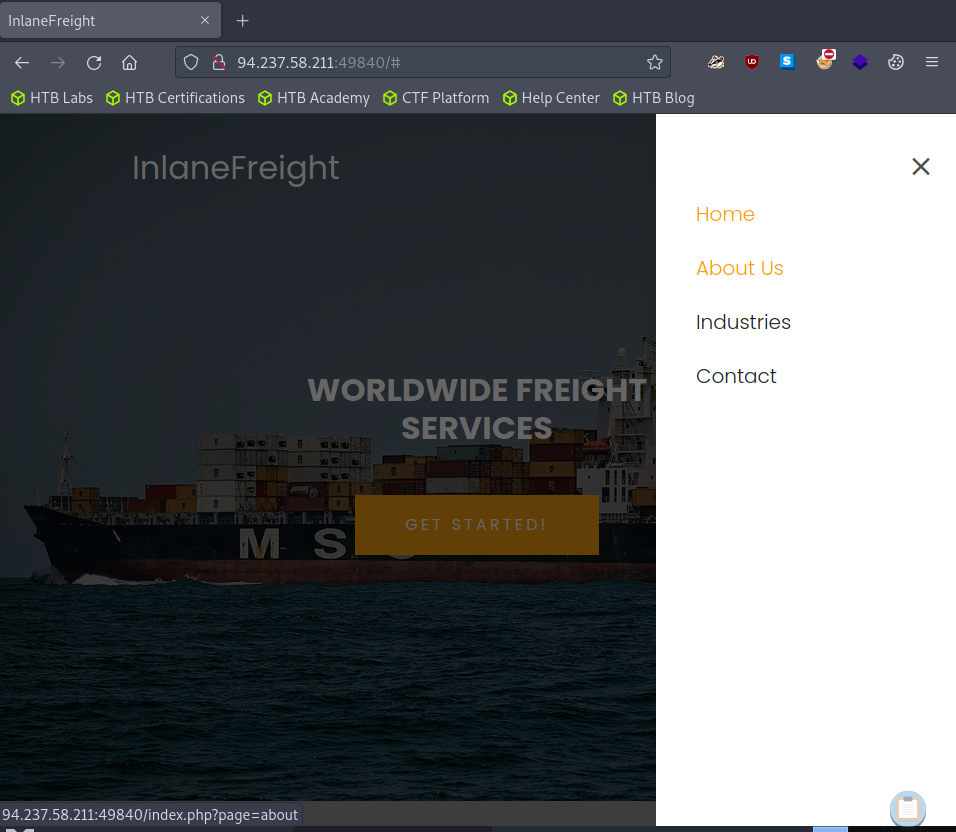 InlaneFreight
94.237.58.211:49840/#
HTB Labs HTB Certifications HTB Academy CTF Platform Help Center HTB Blog
InlaneFreight
Home
About Us
Industries
Contact
WORLDWIDE FREIGHT
SERVICES
GET STARTED!
M S
94.237.58.211:49840/index.php?page=about